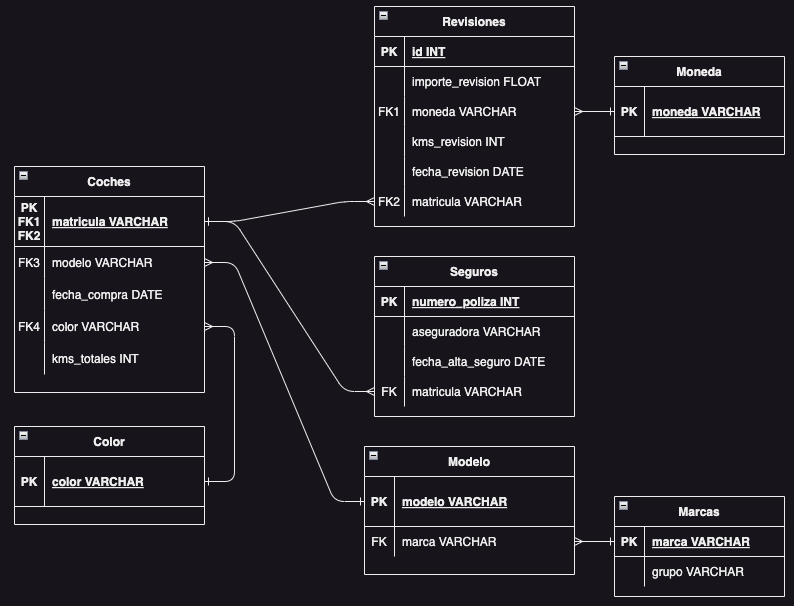 Revisiones
PK id INT
importe_revision FLOAT
FK1 moneda VARCHAR
kms_revision INT
fecha_revision DATE
FK2 matricula VARCHAR
Moneda
PK moneda VARCHAR
Coches
PK
FK1 matricula VARCHAR
FK2
FK3 modelo VARCHAR
fecha_compra DATE
FK4 color VARCHAR
kms_totales INT
Seguros
PK numero_poliza INT
aseguradora VARCHAR
fecha_alta_seguro DATE
FK matricula VARCHAR
Color
PK color VARCHAR
Modelo
PK modelo VARCHAR
FK marca VARCHAR
Marcas
PK marca VARCHAR
grupo VARCHAR